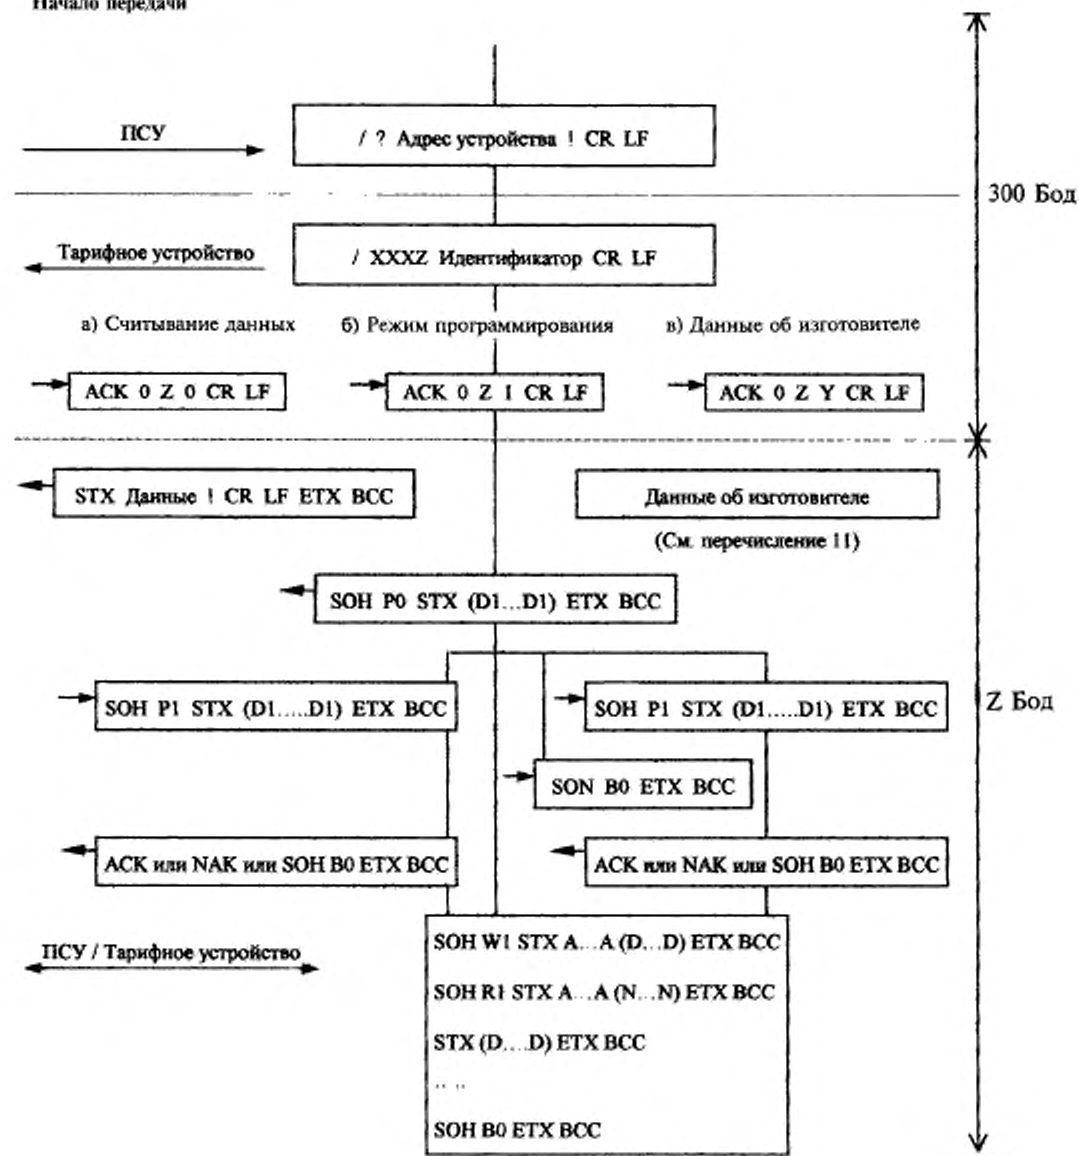 Начало передачи
ПСУ
/ ? Адрес устройства ! CR LF
300 Бод
Тарифное устройство
/ XXXZ Идентификатор CR LF
а) Считывание данных б) Режим программирования в) Данные об изготовителе
ACK 0 Z 0 CR LF ACK 0 Z 1 CR LF ACK 0 Z Y CR LF
STX Данные ! CR LF ETX BCC Данные об изготовителе
(См. перечисление 11)
SOH P0 STX (D1...D1) ETX BCC
SOH P1 STX (D1.....D1) ETX BCC SOH P1 STX (D1.....D1) ETX BCC
Z Бод
SON B0 ETX BCC
ACK или NAK или SOH B0 ETX BCC ACK или NAK или SOH B0 ETX BCC
ПСУ / Тарифное устройство
SOH W1 STX A...A (D...D) ETX BCC
SOH R1 STX A...A (N...N) ETX BCC
STX (D....D) ETX BCC
.. ..
SOH B0 ETX BCC